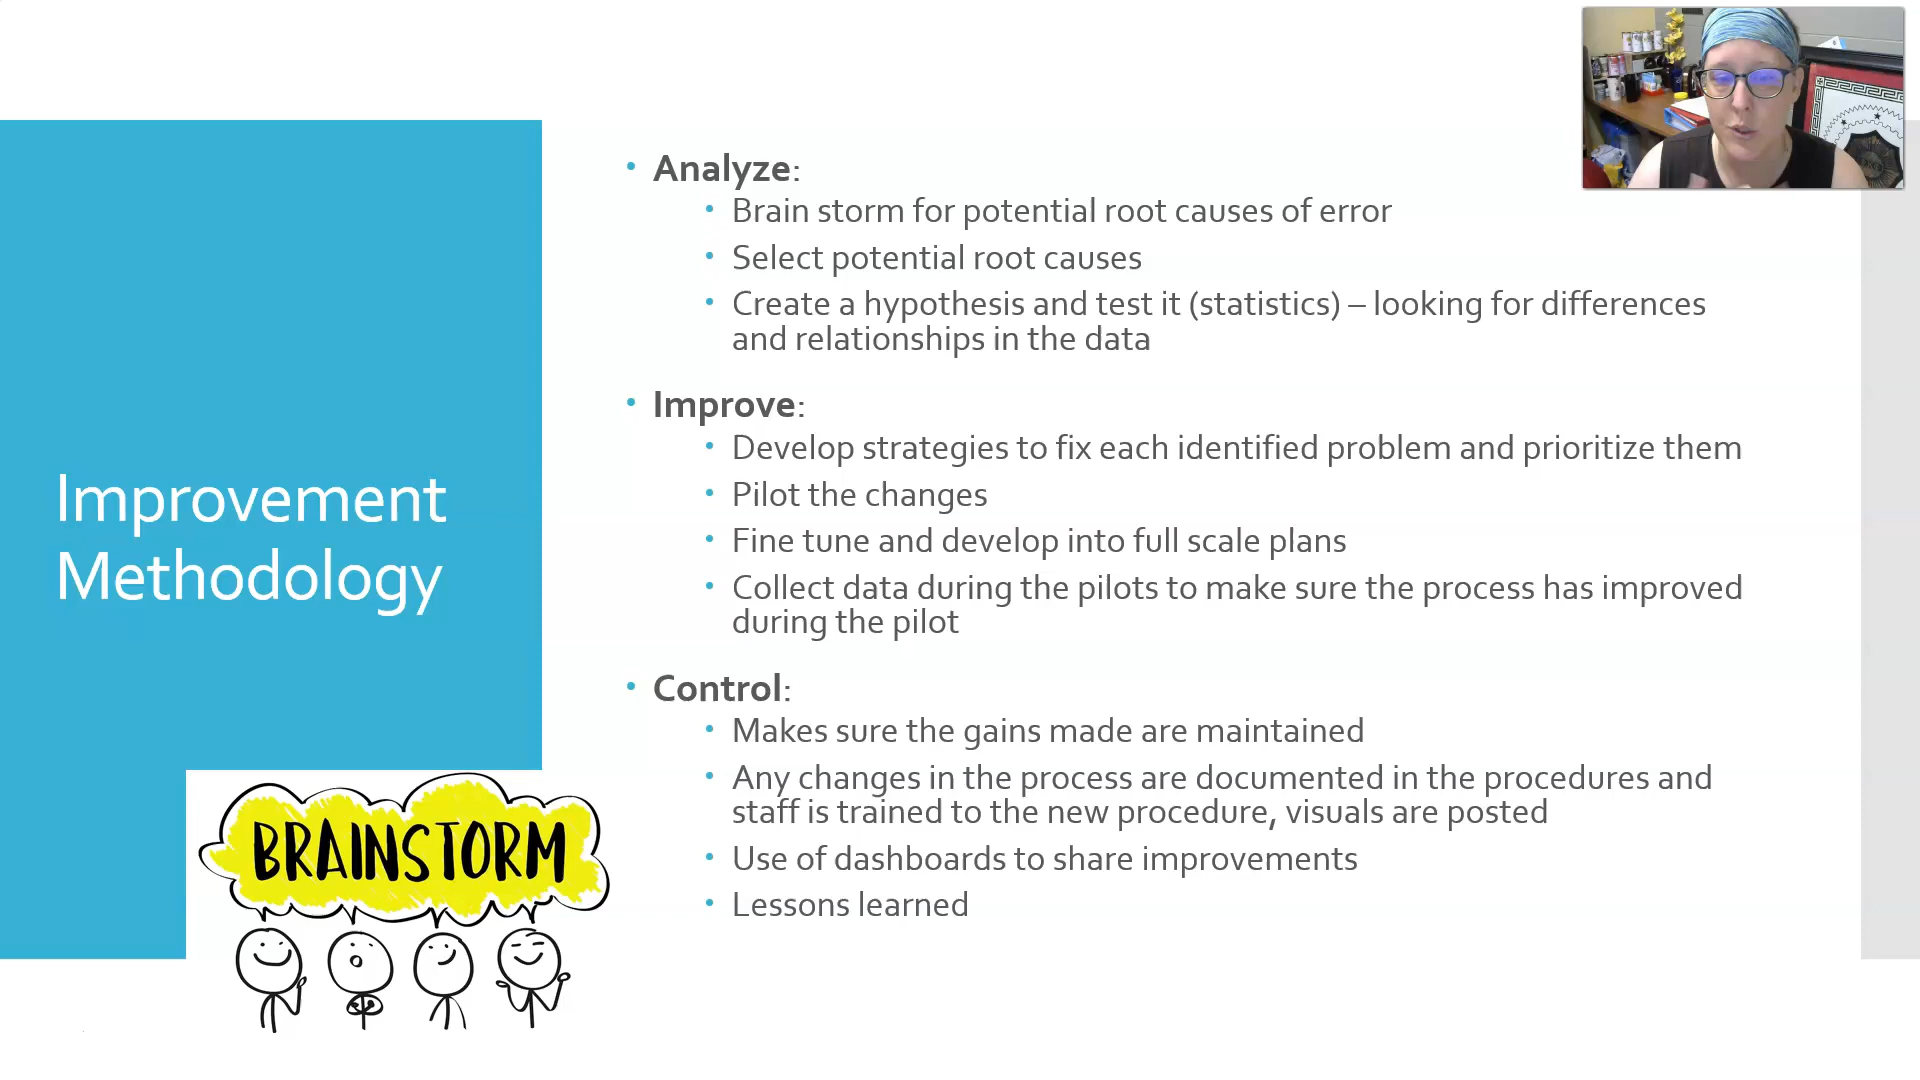 Improvement
Methodology
Analyze:
Brain storm for potential root causes of error
Select potential root causes
Create a hypothesis and test it (statistics) – looking for differences
and relationships in the data
Improve:
Develop strategies to fix each identified problem and prioritize them
Pilot the changes
Fine tune and develop into full scale plans
Collect data during the pilots to make sure the process has improved
during the pilot
Control:
Makes sure the gains made are maintained
Any changes in the process are documented in the procedures and
staff is trained to the new procedure, visuals are posted
Use of dashboards to share improvements
Lessons learned
BRAINSTORM